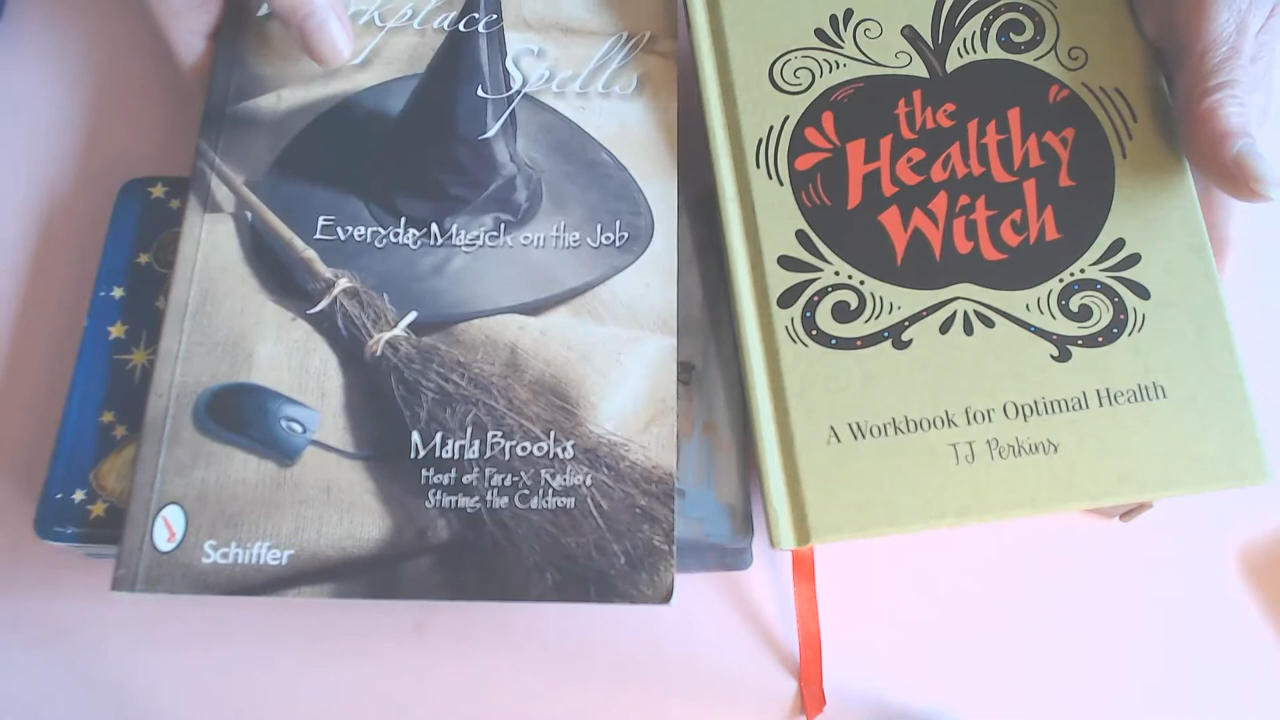 Workplace
Spells
Everyday Magick on the Job
Marla Brooks
Host of Para-X Radio's
Stirring the Caldron
Schiffer
the
Healthy
Witch
A Workbook for Optimal Health
TJ Perkins